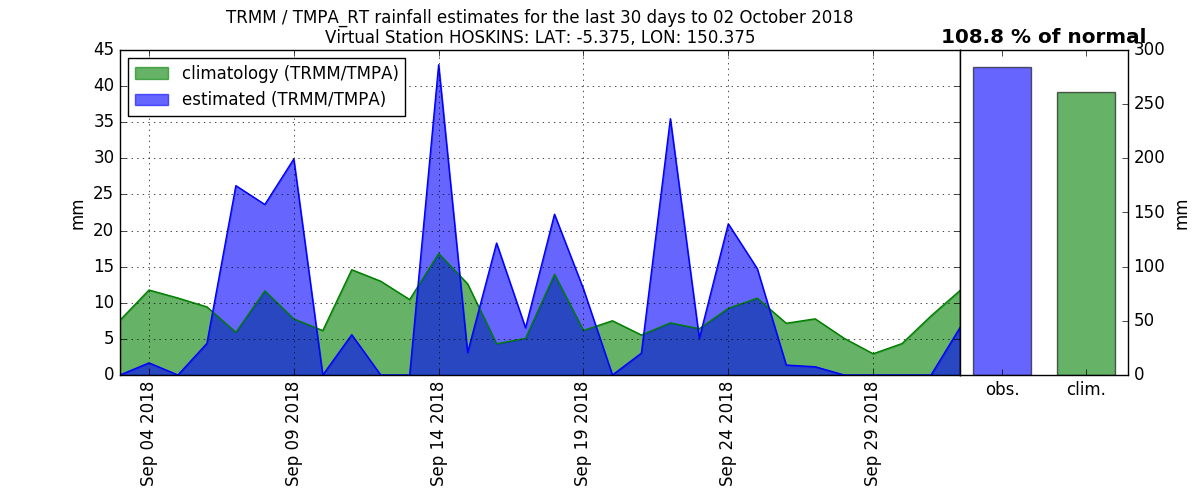 TRMM / TMPA_RT rainfall estimates for the last 30 days to 02 October 2018
Virtual Station HOSKINS: LAT: -5.375, LON: 150.375
108.8 % of normal
climatology (TRMM/TMPA)
estimated (TRMM/TMPA)
45
40
35
30
25
20
15
10
5
0
mm
Sep 04 2018
Sep 09 2018
Sep 14 2018
Sep 19 2018
Sep 24 2018
Sep 29 2018
300
250
200
150
100
50
0
mm
obs.
clim.